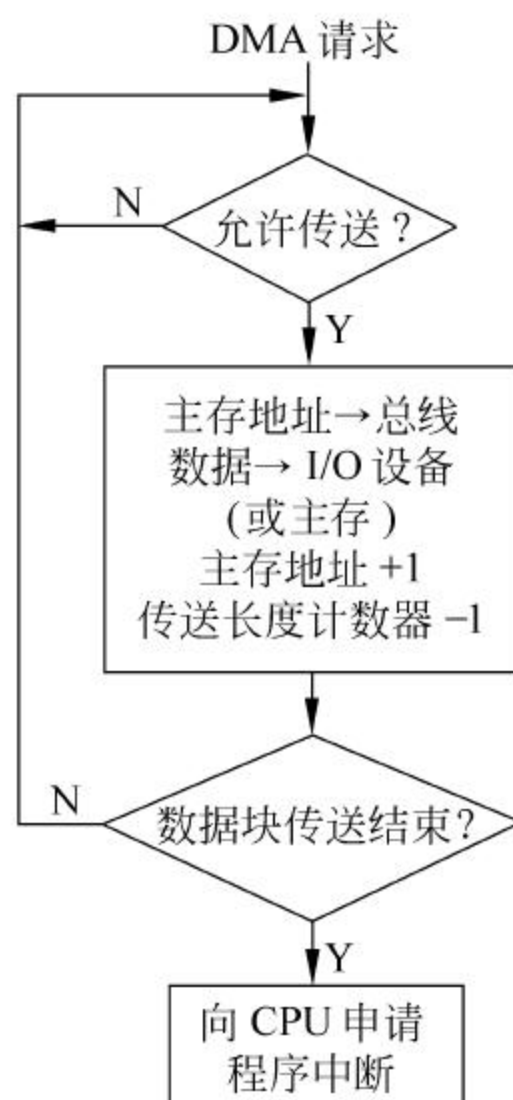 DMA 请求
N
允许传送?
Y
主存地址→总线
数据→ I/O 设备
(或主存)
主存地址 +1
传送长度计数器 −1
N
数据块传送结束?
Y
向 CPU 申请
程序中断